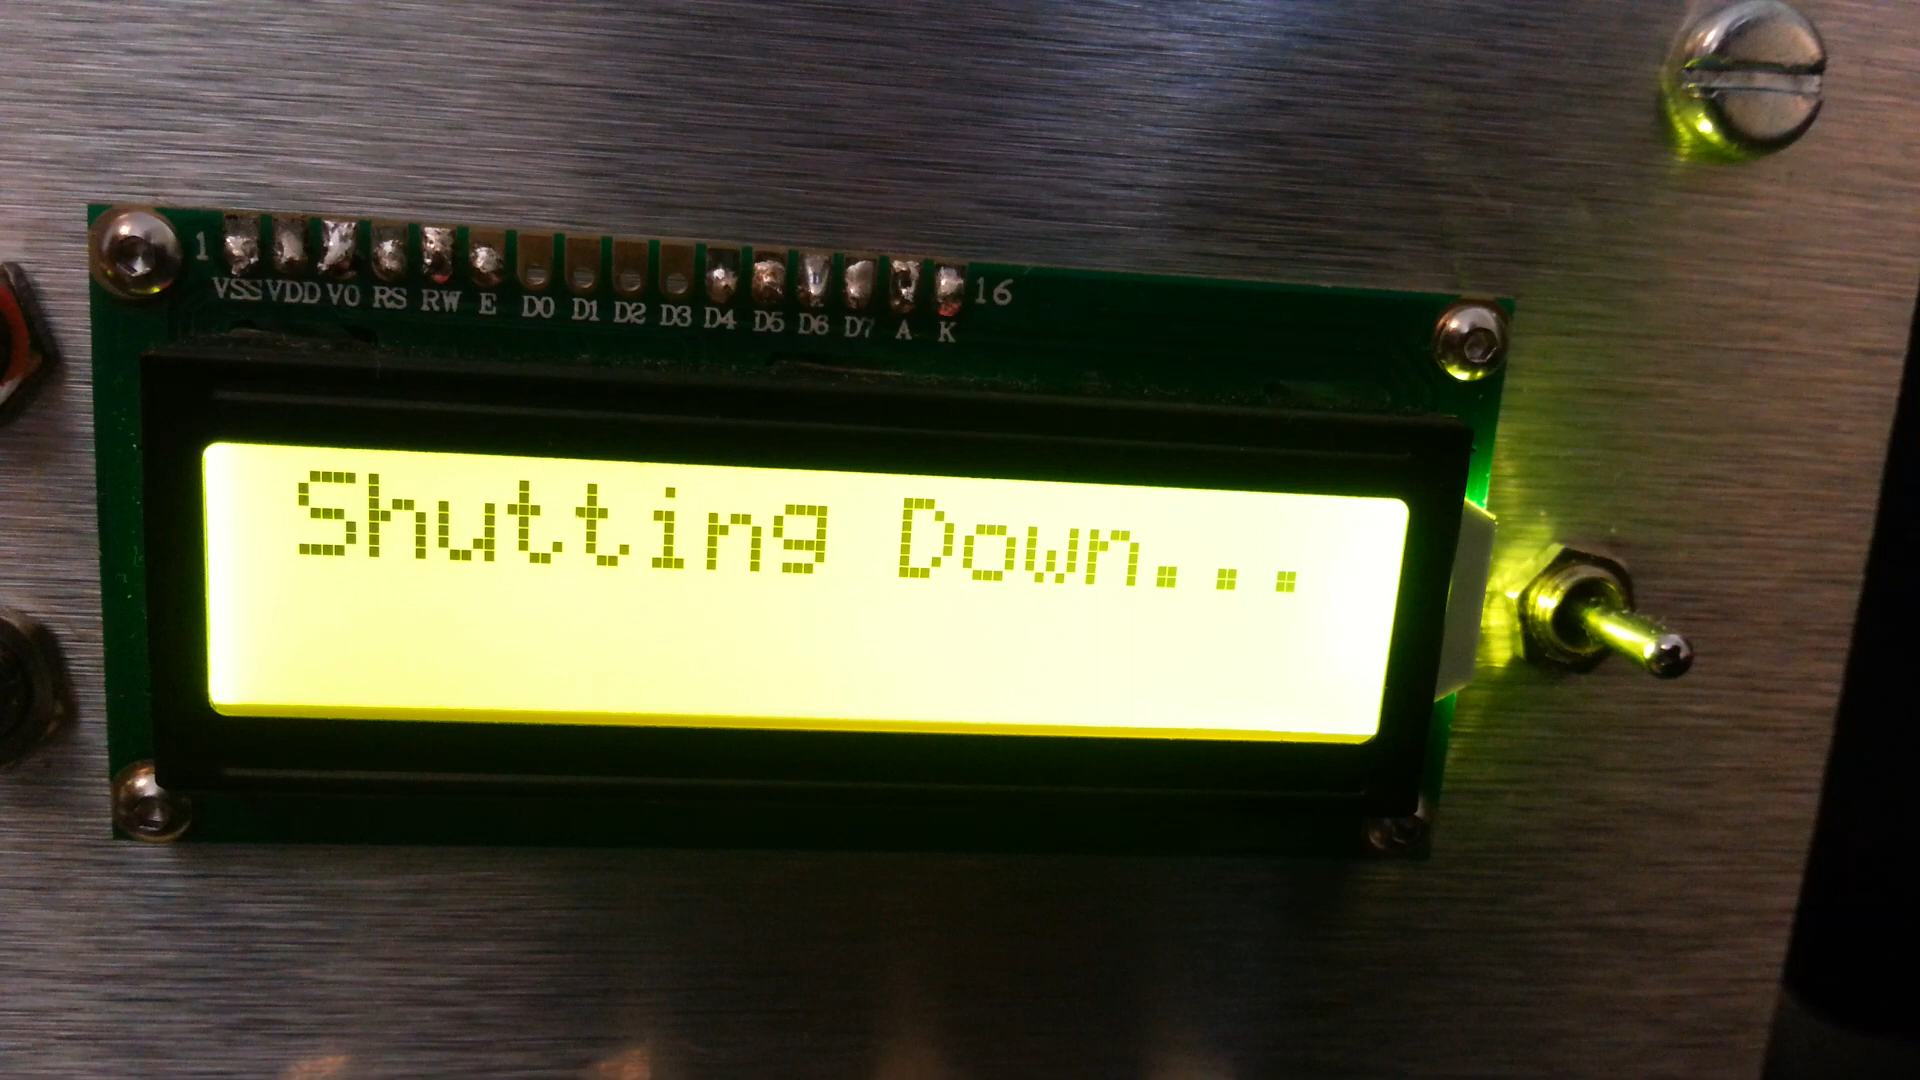 1 VSS VDD V0 RS RW E D0 D1 D2 D3 D4 D5 D6 D7 A K 16
Shutting Down...